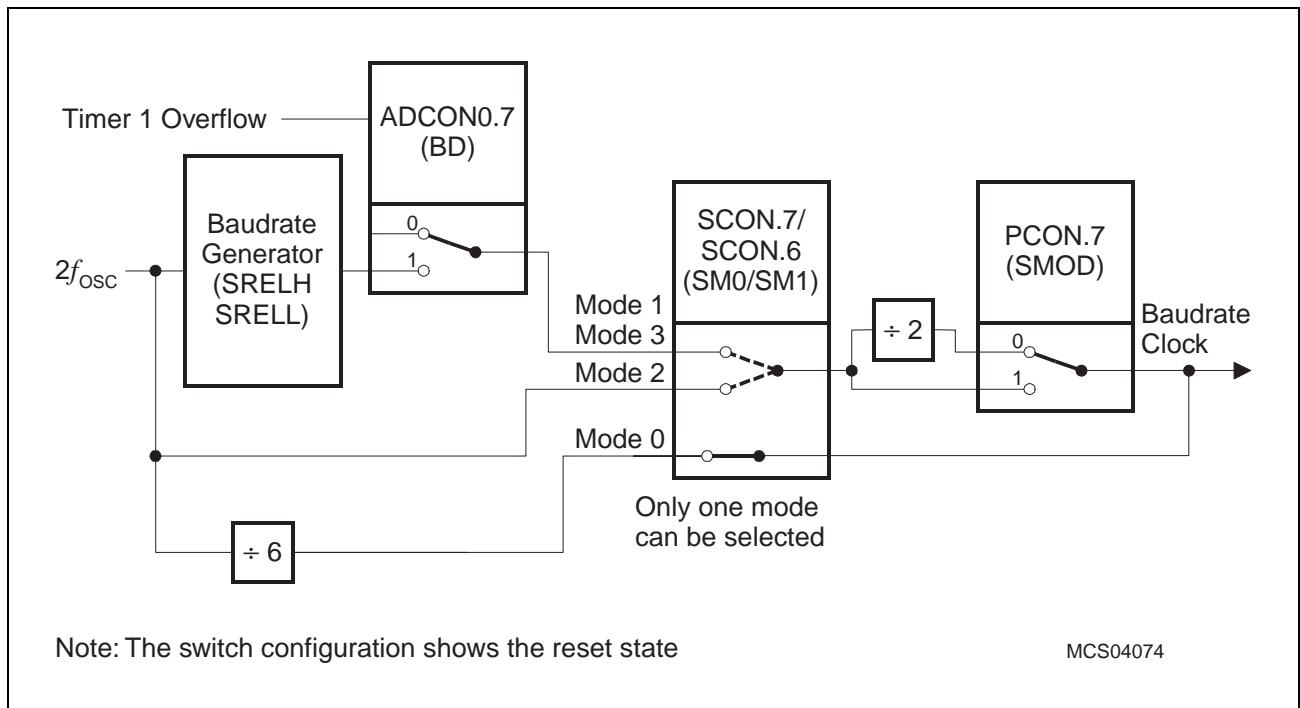 Timer 1 Overflow
ADCON0.7
(BD)
0
1
2fOSC
Baudrate
Generator
(SRELH
SRELL)
Mode 1
Mode 3
Mode 2
Mode 0
SCON.7/
SCON.6
(SM0/SM1)
Only one mode
can be selected
÷ 2
PCON.7
(SMOD)
0
1
Baudrate
Clock
÷ 6
Note: The switch configuration shows the reset state
MCS04074